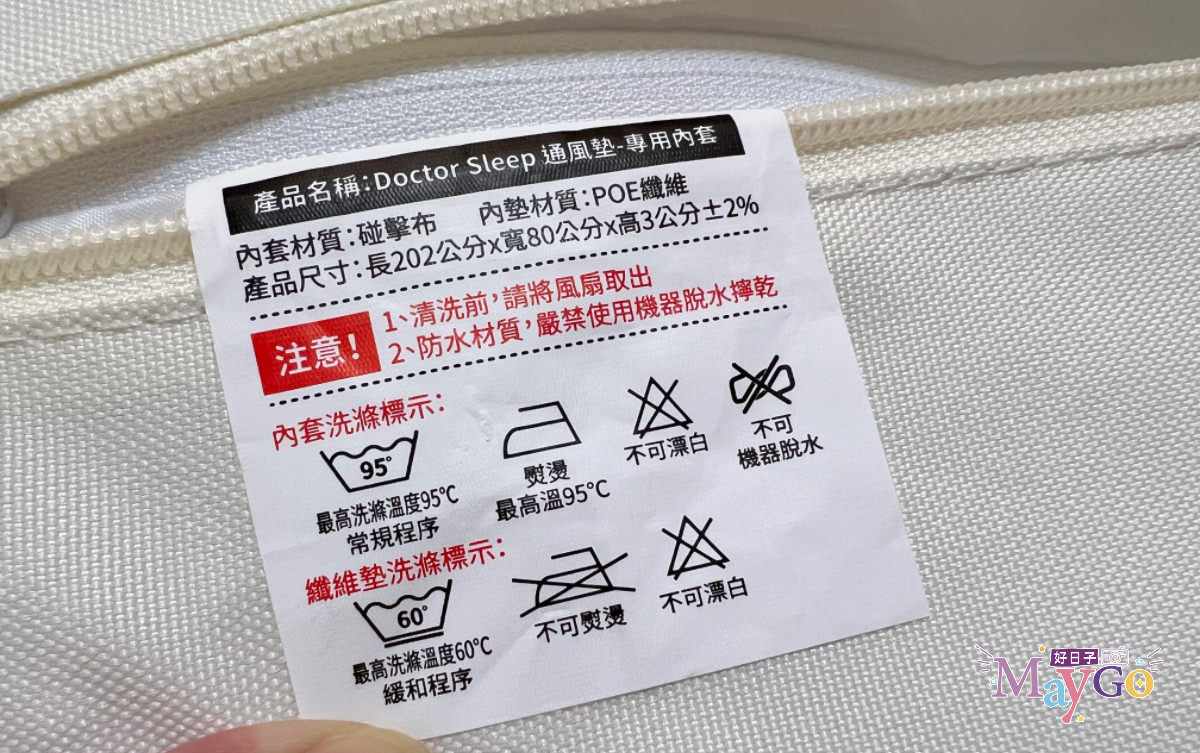 產品名稱：Doctor Sleep 通風墊-專用內套
內套材質：碰擊布 內墊材質：POE纖維
產品尺寸：長202公分x寬80公分x高3公分±2%
注意！
1、清洗前，請將風扇取出
2、防水材質，嚴禁使用機器脫水擰乾
內套洗滌標示：
95°
最高洗滌溫度95℃
常規程序
熨燙
最高溫95℃
不可漂白
不可
機器脫水
纖維墊洗滌標示：
60°
最高洗滌溫度60℃
緩和程序
不可熨燙
不可漂白
好日子
MayGo